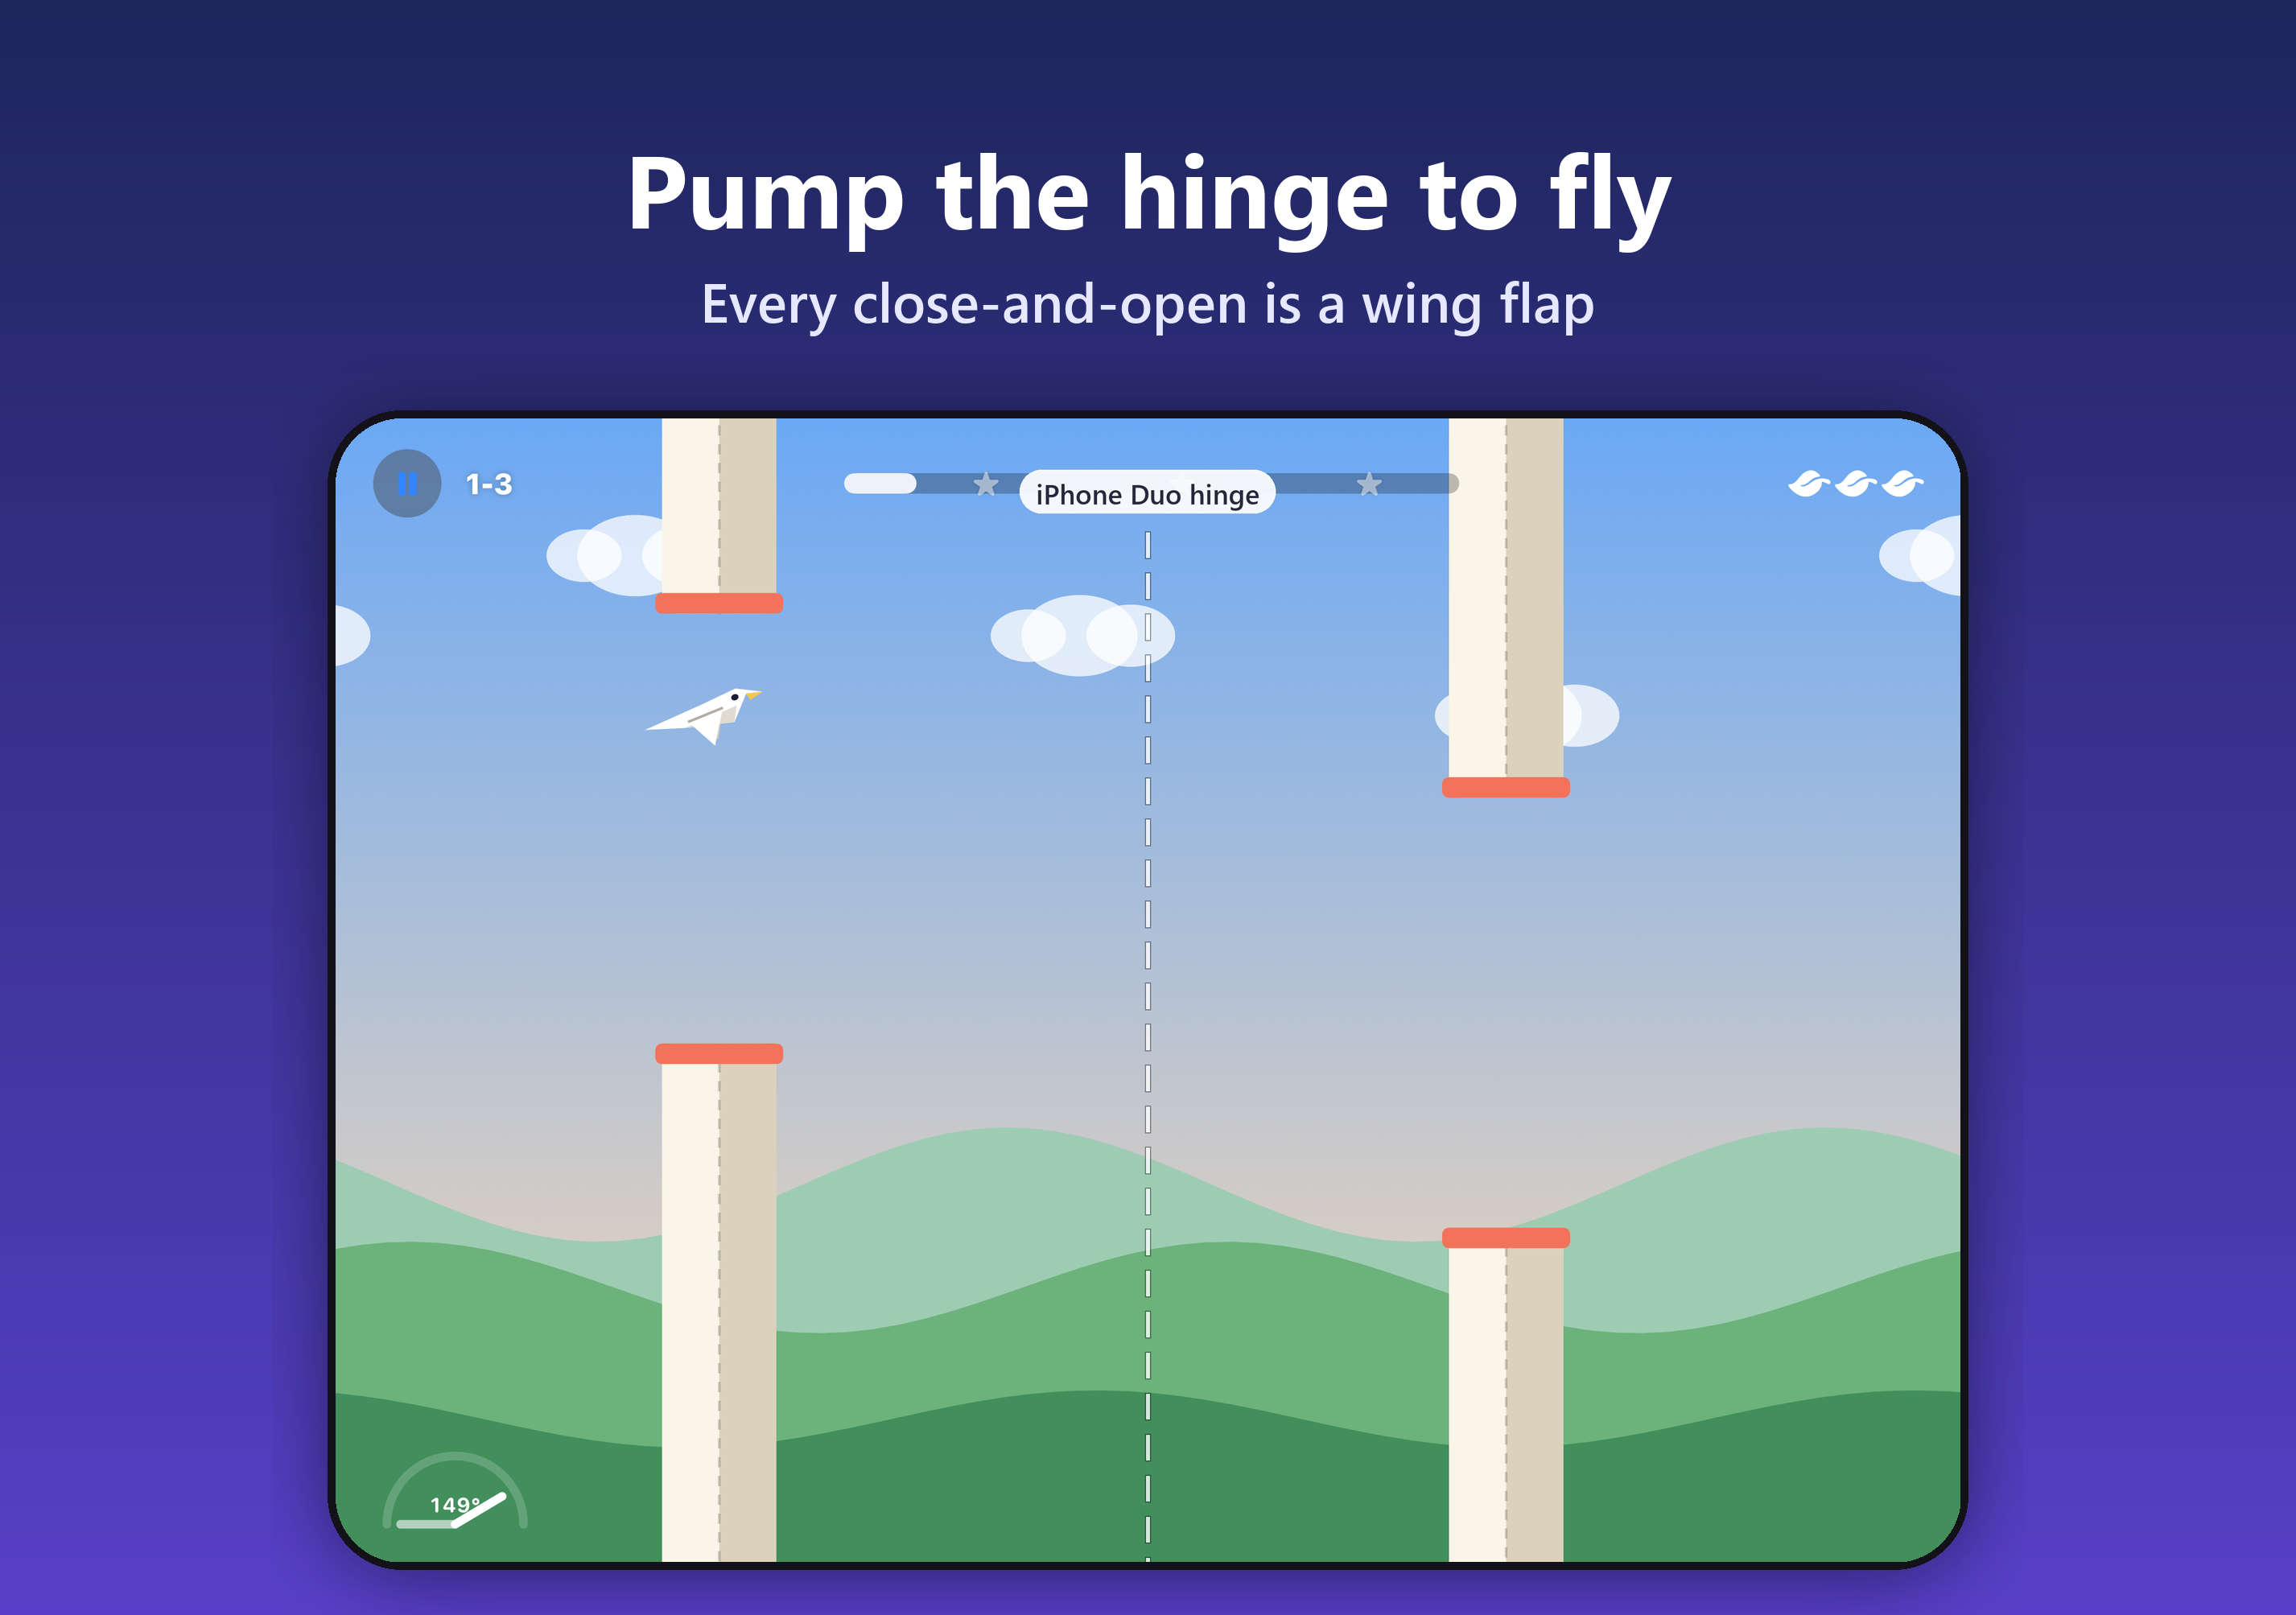 Pump the hinge to fly
Every close-and-open is a wing flap
1-3
iPhone Duo hinge
149°